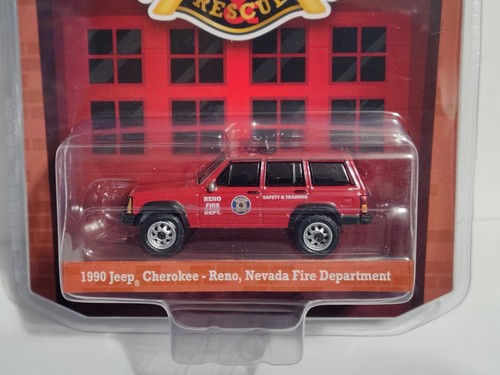 RESCUE
RENO
FIRE
DEPT.
SAFETY & TRAINING
1990 Jeep® Cherokee - Reno, Nevada Fire Department